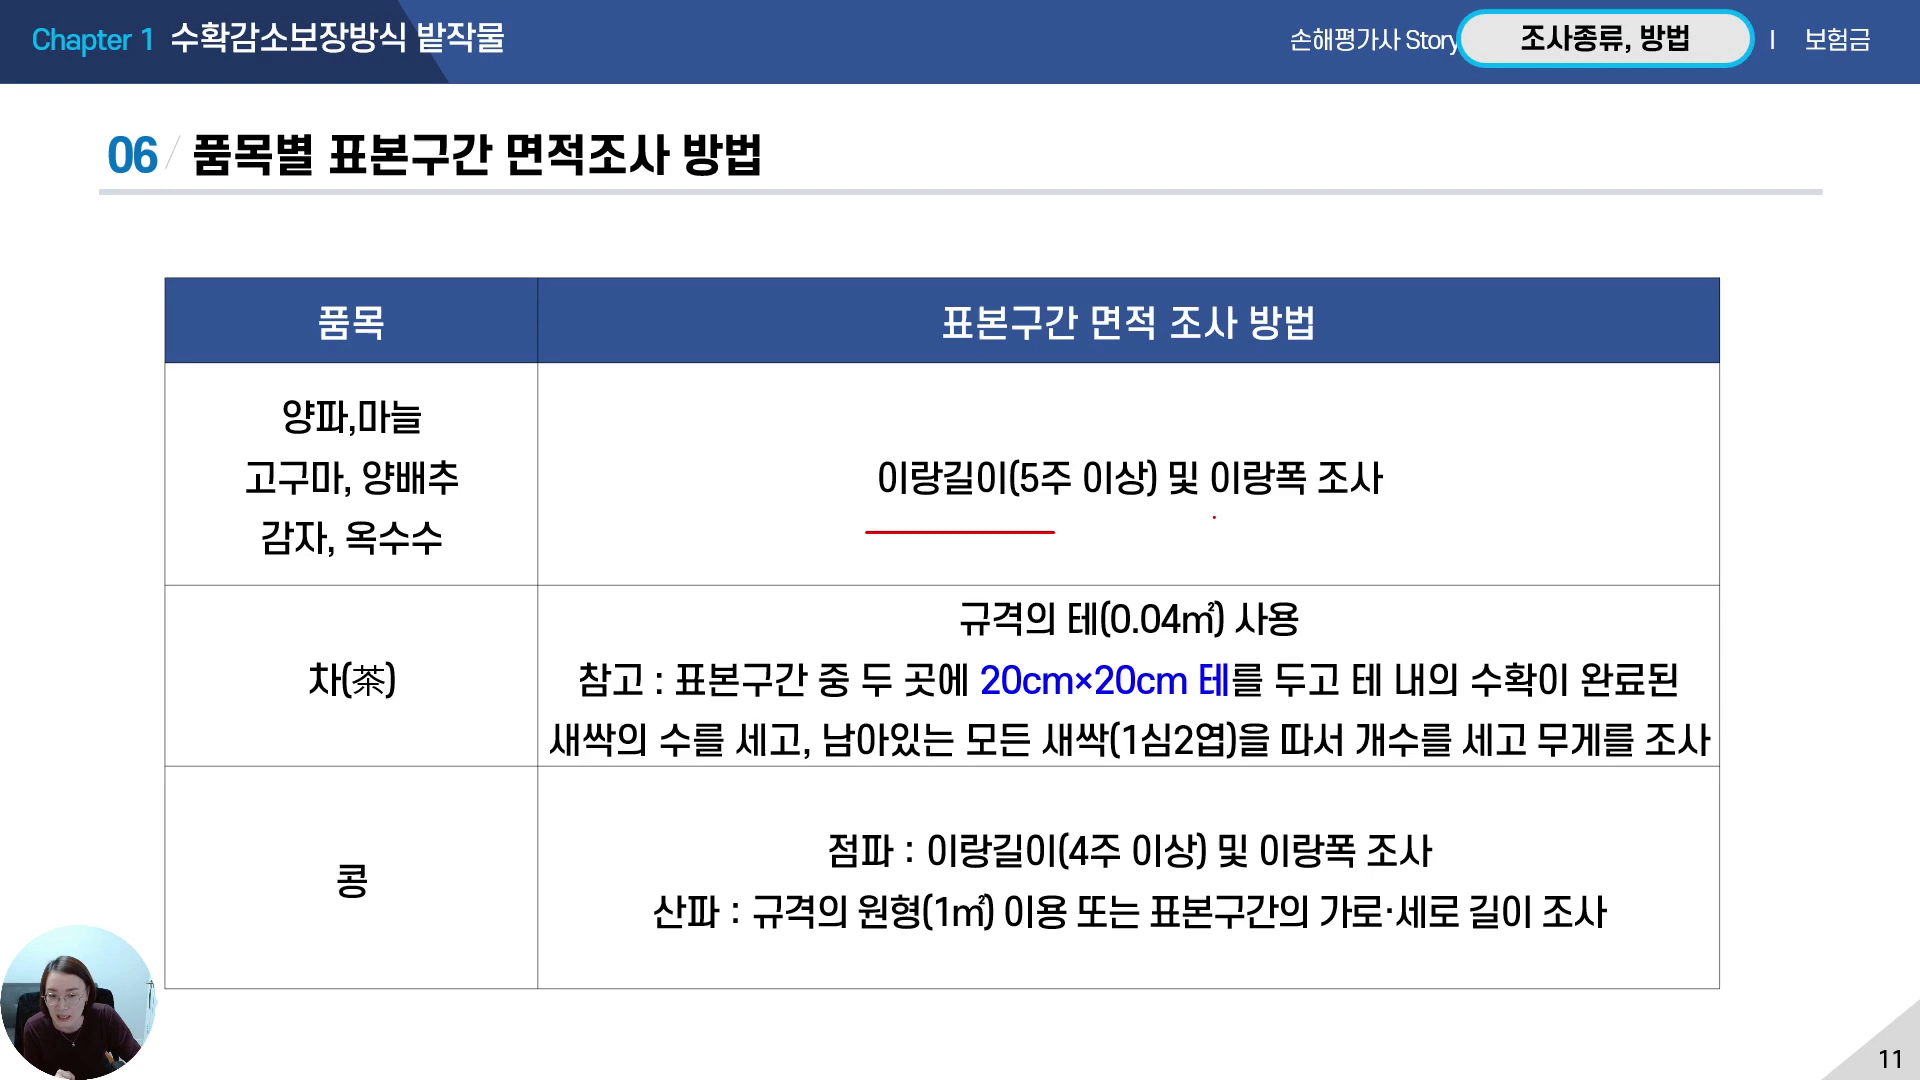 Chapter 1 수확감소보장방식 밭작물
손해평가사 Story 조사종류, 방법 | 보험금
06 / 품목별 표본구간 면적조사 방법
품목
표본구간 면적 조사 방법
양파,마늘
고구마, 양배추
감자, 옥수수
이랑길이(5주 이상) 및 이랑폭 조사
차(茶)
규격의 테(0.04㎡) 사용
참고 : 표본구간 중 두 곳에 20cm×20cm 테를 두고 테 내의 수확이 완료된
새싹의 수를 세고, 남아있는 모든 새싹(1심2엽)을 따서 개수를 세고 무게를 조사
콩
점파 : 이랑길이(4주 이상) 및 이랑폭 조사
산파 : 규격의 원형(1㎡) 이용 또는 표본구간의 가로·세로 길이 조사
11